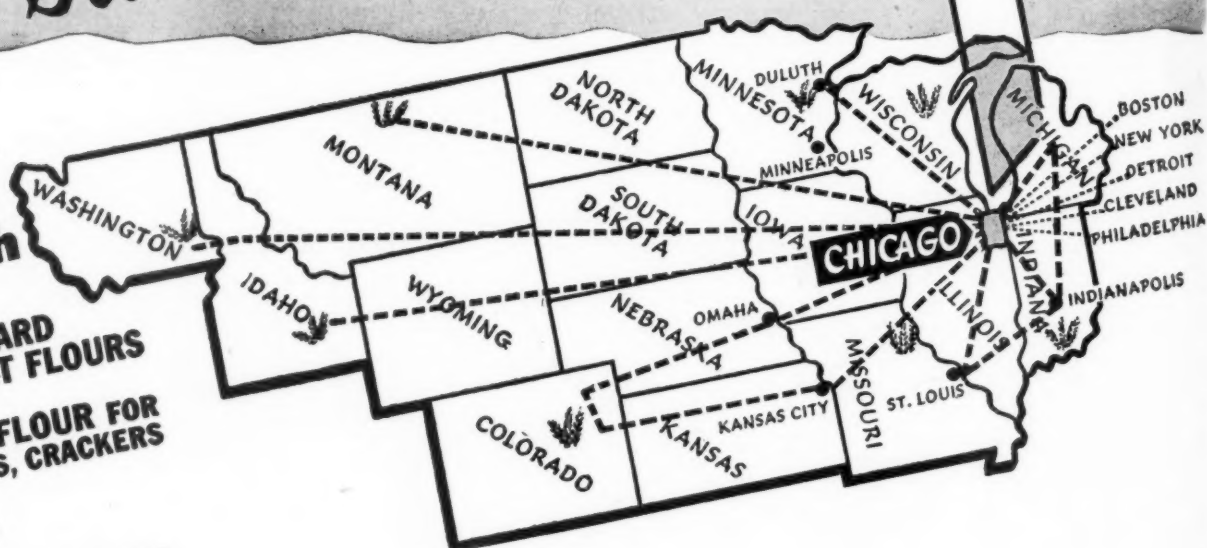 NORTH
DAKOTA
MINNESOTA
DULUTH
WISCONSIN
MICHIGAN
BOSTON
NEW YORK
DETROIT
CLEVELAND
PHILADELPHIA
WASHINGTON
MONTANA
MINNEAPOLIS
SOUTH
DAKOTA
IOWA
CHICAGO
INDIANA
INDIANAPOLIS
IDAHO
WYOMING
NEBRASKA
OMAHA
ILLINOIS
MISSOURI
ST. LOUIS
COLORADO
KANSAS
KANSAS CITY
FLOURS
FLOUR FOR
CRACKERS